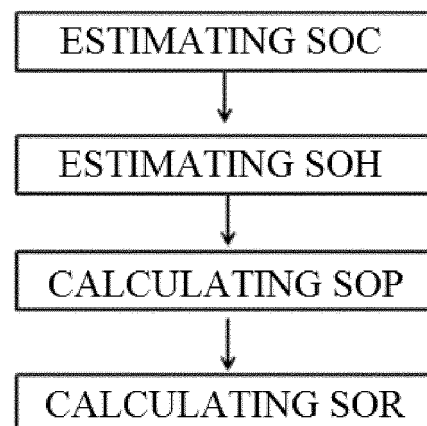 ESTIMATING SOC
ESTIMATING SOH
CALCULATING SOP
CALCULATING SOR